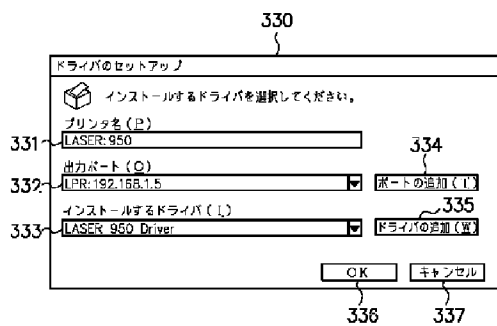 330
ドライバのセットアップ
インストールするドライバを選択してください。
プリンタ名(P)
331
LASER:950
出力ポート(O)
334
332
LPR:192.168.1.5
ポートの追加(T)
インストールするドライバ(I)
335
333
LASER 950 Driver
ドライバの追加(W)
OK
キャンセル
336
337